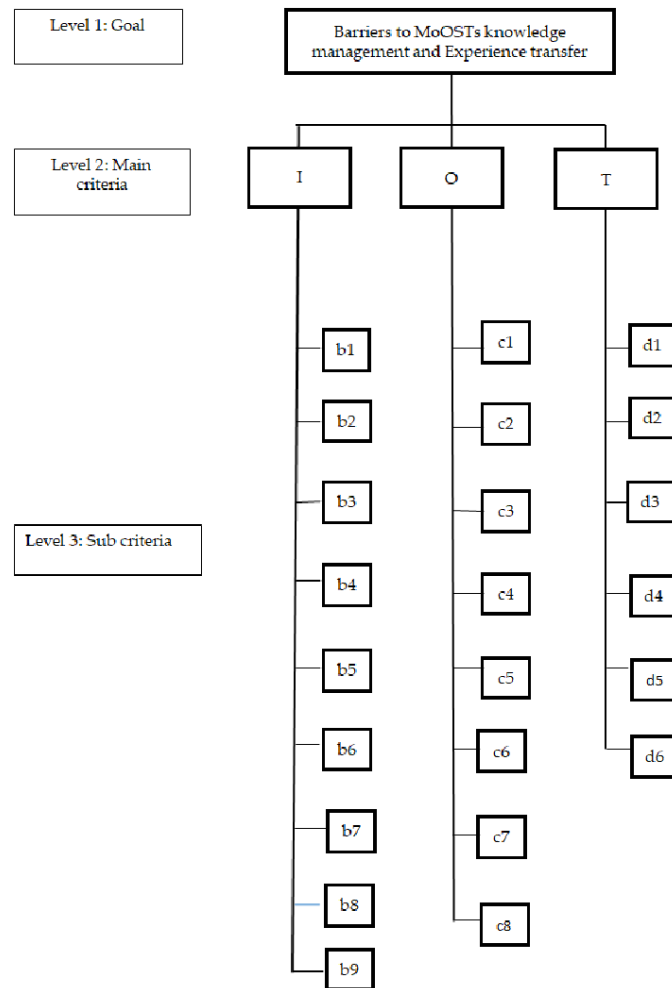 Level 1: Goal
Barriers to MoOSTs knowledge
management and Experience transfer
Level 2: Main
criteria
I
O
T
Level 3: Sub criteria
b1
b2
b3
b4
b5
b6
b7
b8
b9
c1
c2
c3
c4
c5
c6
c7
c8
d1
d2
d3
d4
d5
d6